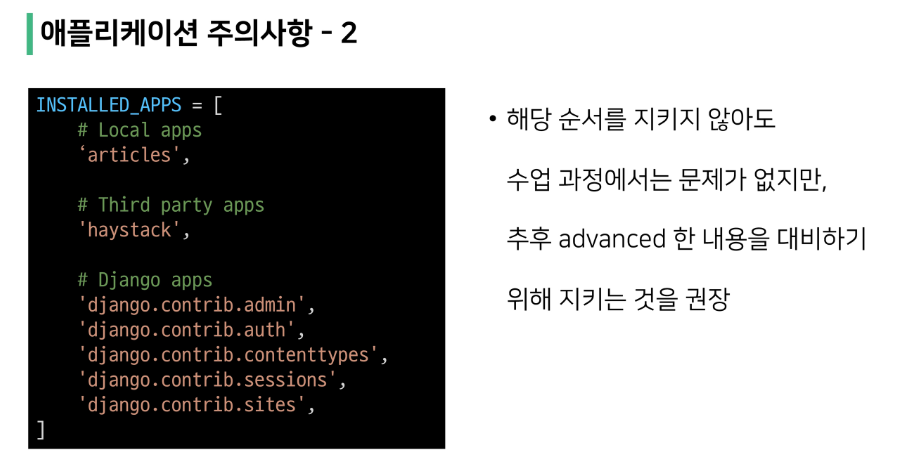 애플리케이션 주의사항 - 2
INSTALLED_APPS = [
# Local apps
‘articles',
# Third party apps
'haystack',
# Django apps
'django.contrib.admin',
'django.contrib.auth',
'django.contrib.contenttypes',
'django.contrib.sessions',
'django.contrib.sites',
]
• 해당 순서를 지키지 않아도
수업 과정에서는 문제가 없지만,
추후 advanced 한 내용을 대비하기
위해 지키는 것을 권장